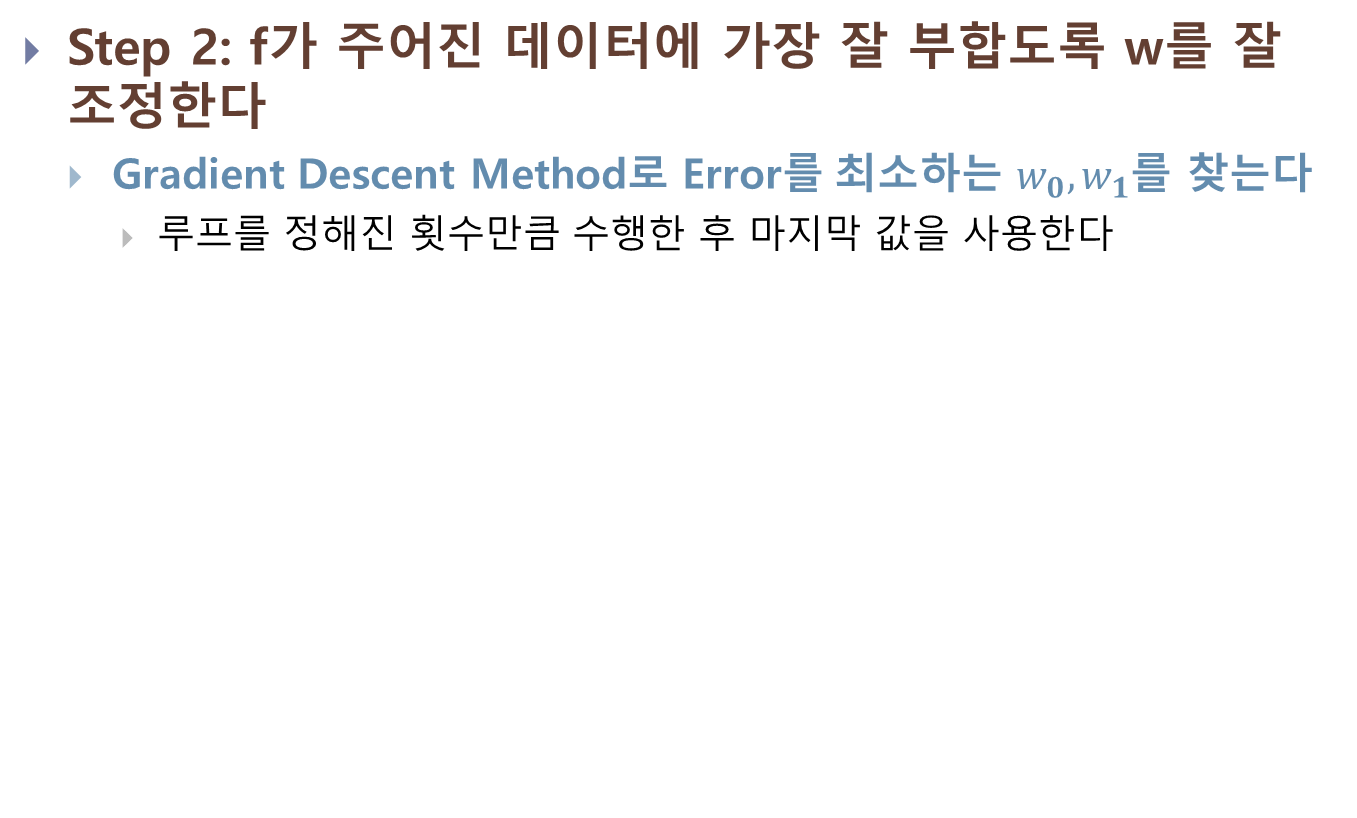 Step 2: f가 주어진 데이터에 가장 잘 부합도록 w를 잘
조정한다
Gradient Descent Method로 Error를 최소하는 w₀, w₁를 찾는다
루프를 정해진 횟수만큼 수행한 후 마지막 값을 사용한다